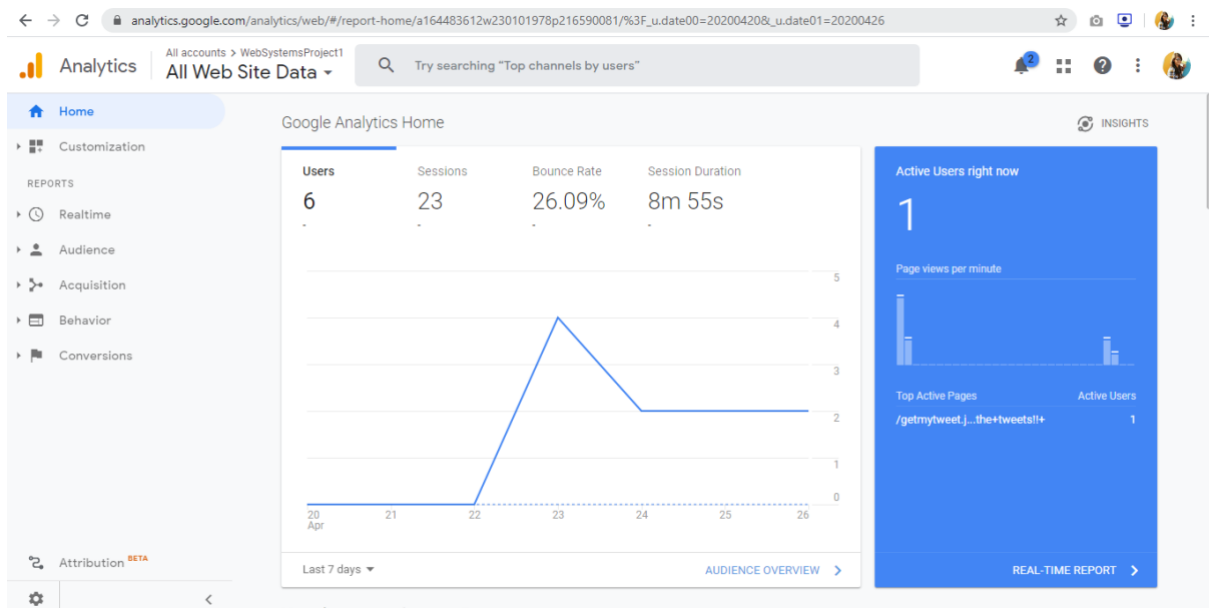 analytics.google.com/analytics/web/#/report-home/a164483612w230101978p216590081/%3F_u.date00=20200420&_u.date01=20200426
Analytics
All accounts > WebSystemsProject1
All Web Site Data
Try searching "Top channels by users"
2
Home
Customization
REPORTS
Realtime
Audience
Acquisition
Behavior
Conversions
Attribution BETA
Google Analytics Home
INSIGHTS
Users Sessions Bounce Rate Session Duration
6 23 26.09% 8m 55s
- - - -
5
4
3
2
1
0
20 21 22 23 24 25 26
Apr
Last 7 days
AUDIENCE OVERVIEW
Active Users right now
1
Page views per minute
Top Active Pages Active Users
/getmytweet.j...the+tweets!!+ 1
REAL-TIME REPORT